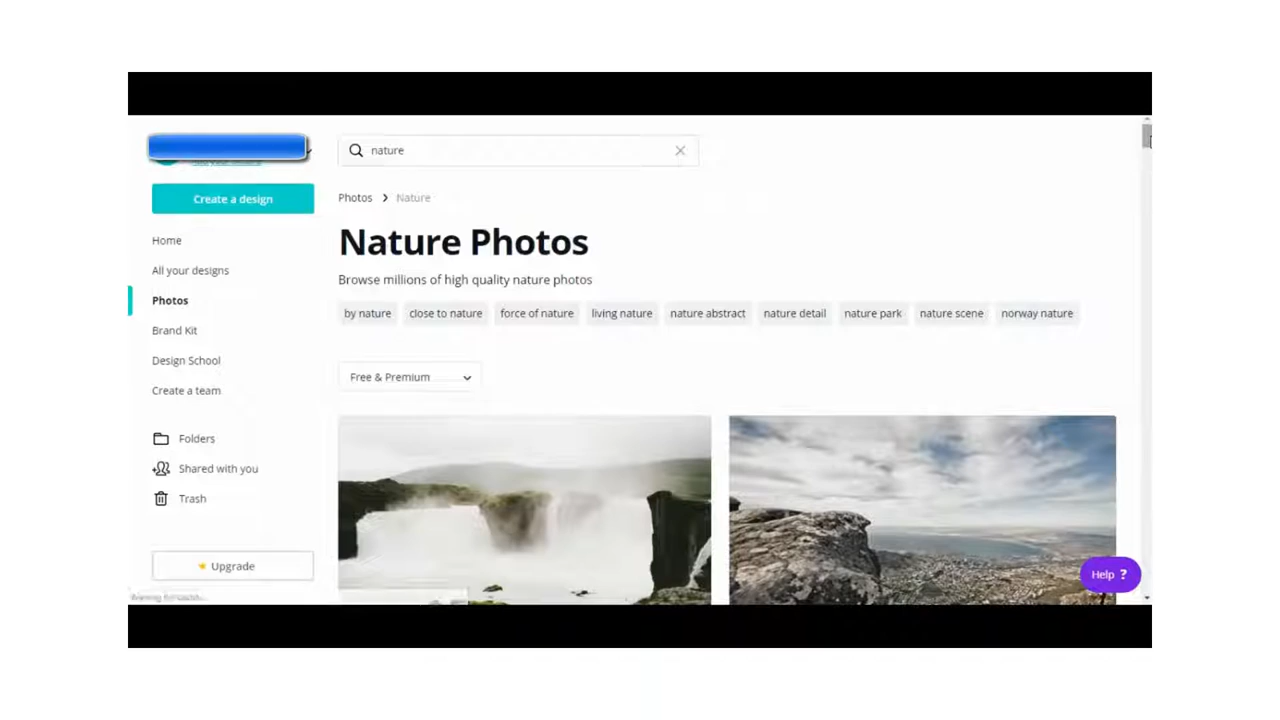 nature
Create a design
Photos > Nature
Home
Nature Photos
All your designs
Browse millions of high quality nature photos
Photos
by nature close to nature force of nature living nature nature abstract nature detail nature park nature scene norway nature
Brand Kit
Design School
Free & Premium
Create a team
Folders
Shared with you
Trash
Upgrade
Help ?